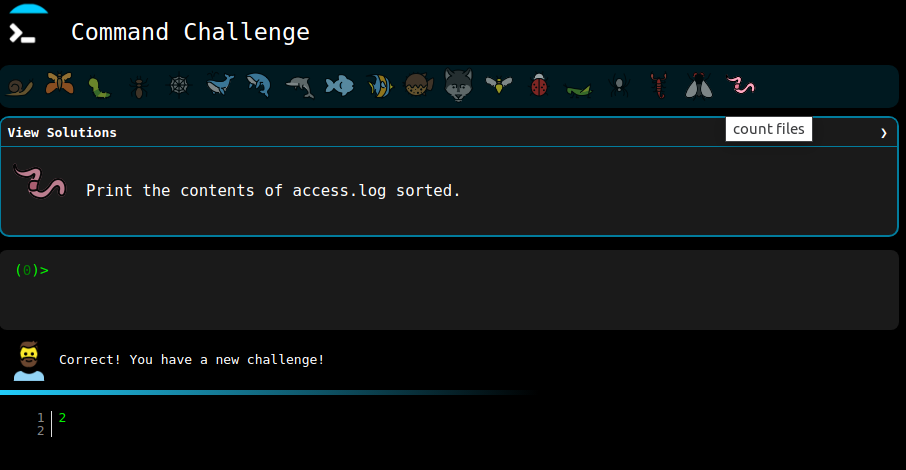 Command Challenge
View Solutions ❯
count files
Print the contents of access.log sorted.
(0)>
Correct! You have a new challenge!
1 2
2